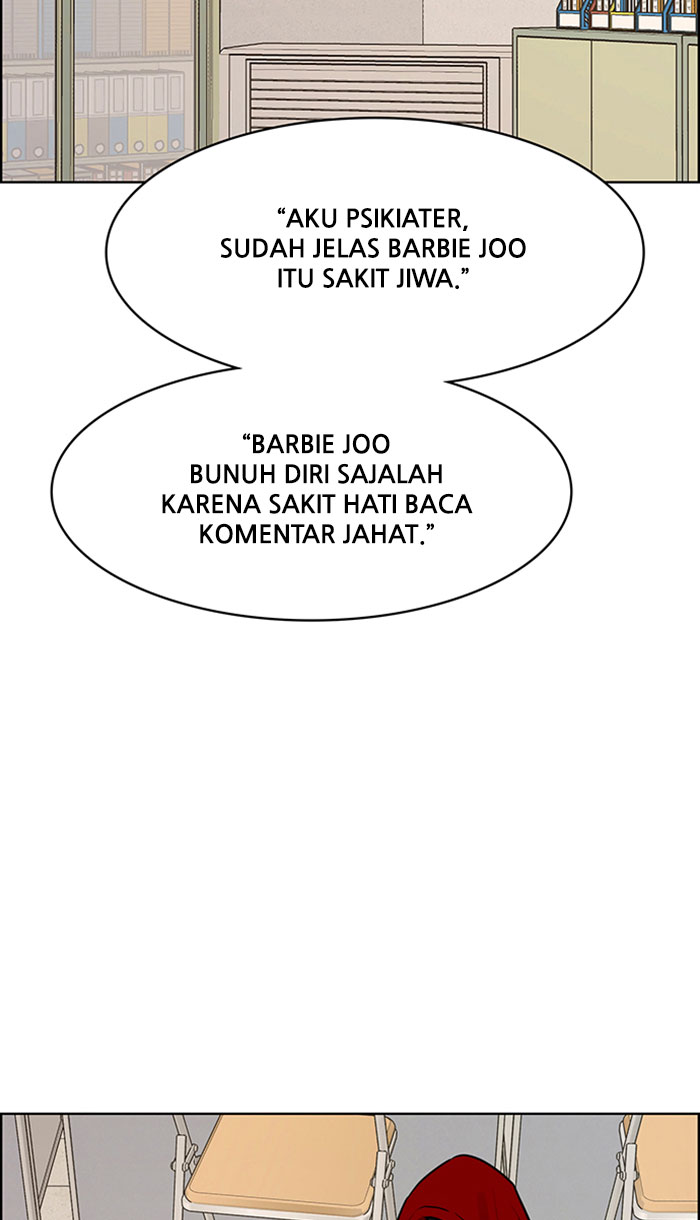 “AKU PSIKIATER,
SUDAH JELAS BARBIE JOO
ITU SAKIT JIWA.”
“BARBIE JOO
BUNUH DIRI SAJALAH
KARENA SAKIT HATI BACA
KOMENTAR JAHAT.”